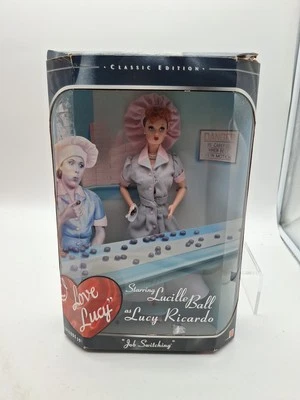 • CLASSIC EDITION •
I Love
Lucy
Starring Lucille Ball
as Lucy Ricardo
"Job Switching"